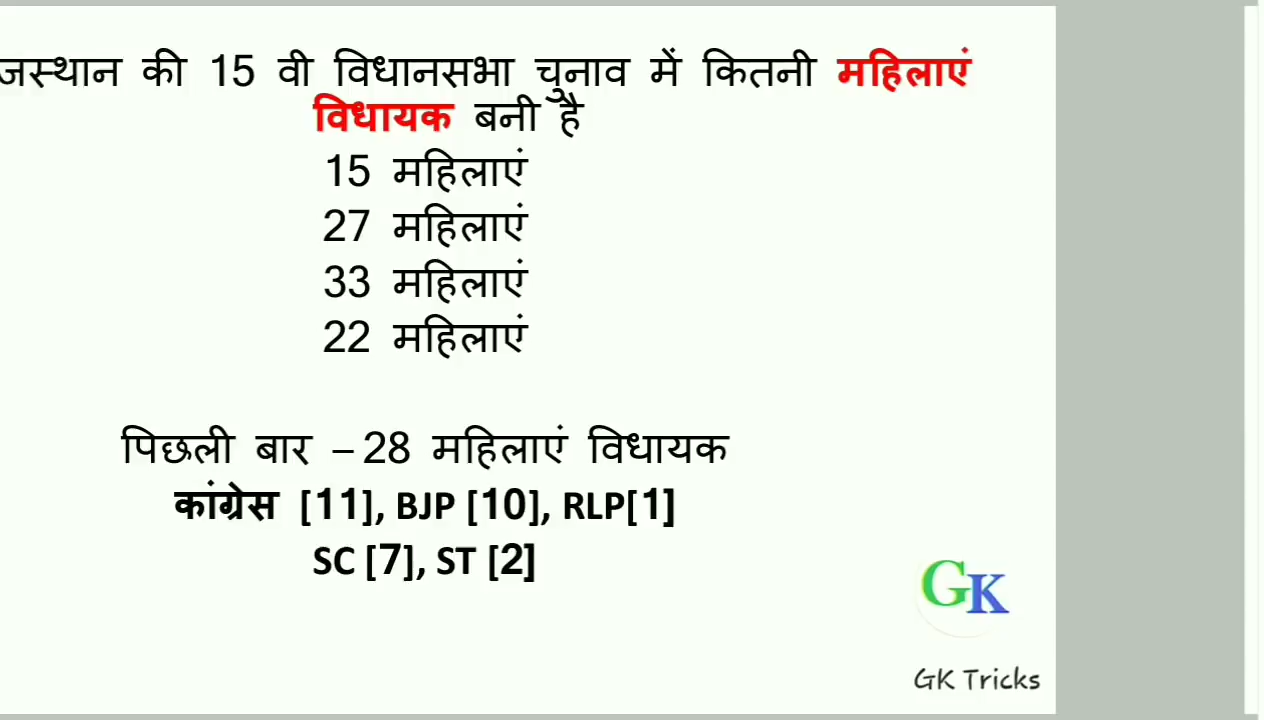 जस्थान की 15 वी विधानसभा चुनाव में कितनी महिलाएं
विधायक बनी है
15 महिलाएं
27 महिलाएं
33 महिलाएं
22 महिलाएं
पिछली बार – 28 महिलाएं विधायक
कांग्रेस [11], BJP [10], RLP[1]
SC [7], ST [2]
GK
GK Tricks